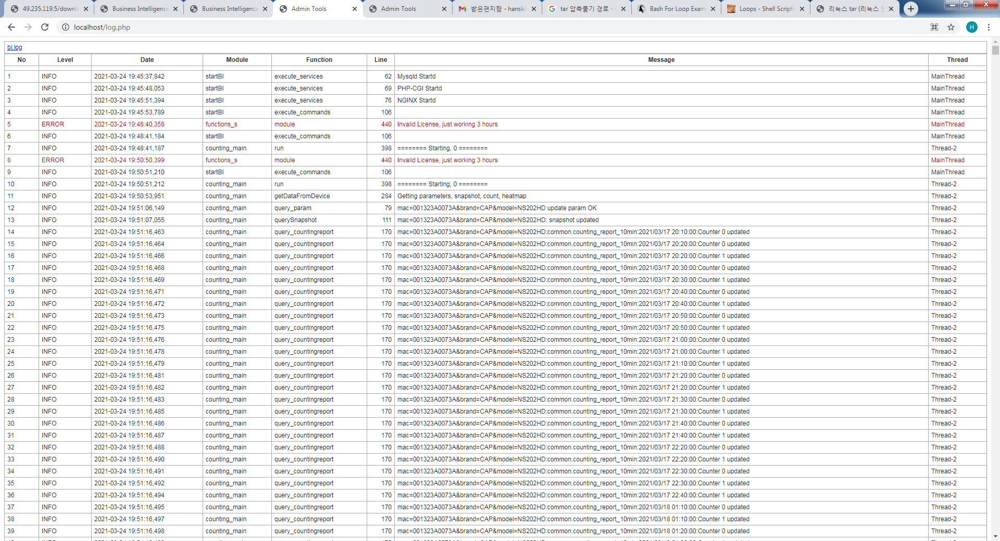 49.235.119.5/downl
Business Intelligence
Business Intelligence
Admin Tools
Admin Tools
받은편지함 - hanskim
tar 압축풀기 경로 -
Bash For Loop Exam
Loops - Shell Scripti
리눅스 tar (리눅스
localhost/log.php
H
bi.log
No Level Date Module Function Line Message Thread
1 INFO 2021-03-24 19:45:37,842 startBI execute_services 62 Mysqld Startd MainThread
2 INFO 2021-03-24 19:45:48,053 startBI execute_services 69 PHP-CGI Startd MainThread
3 INFO 2021-03-24 19:45:51,394 startBI execute_services 76 NGINX Startd MainThread
4 INFO 2021-03-24 19:45:53,789 startBI execute_commands 106 MainThread
5 ERROR 2021-03-24 19:48:40,358 functions_s module 440 Invalid License, just working 3 hours MainThread
6 INFO 2021-03-24 19:48:41,184 startBI execute_commands 106 MainThread
7 INFO 2021-03-24 19:48:41,187 counting_main run 398 ======== Starting, 0 ======== Thread-2
8 ERROR 2021-03-24 19:50:50,399 functions_s module 440 Invalid License, just working 3 hours MainThread
9 INFO 2021-03-24 19:50:51,210 startBI execute_commands 106 MainThread
10 INFO 2021-03-24 19:50:51,212 counting_main run 398 ======== Starting, 0 ======== Thread-2
11 INFO 2021-03-24 19:50:53,951 counting_main getDataFromDevice 284 Getting parameters, snapshot, count, heatmap Thread-2
12 INFO 2021-03-24 19:51:06,149 counting_main query_param 79 mac=001323A0073A&brand=CAP&model=NS202HD update param OK Thread-2
13 INFO 2021-03-24 19:51:07,055 counting_main querySnapshot 111 mac=001323A0073A&brand=CAP&model=NS202HD: snapshot updated Thread-2
14 INFO 2021-03-24 19:51:16,463 counting_main query_countingreport 170 mac=001323A0073A&brand=CAP&model=NS202HD:common.counting_report_10min:2021/03/17 20:10:00:Counter 0 updated Thread-2
15 INFO 2021-03-24 19:51:16,464 counting_main query_countingreport 170 mac=001323A0073A&brand=CAP&model=NS202HD:common.counting_report_10min:2021/03/17 20:20:00:Counter 0 updated Thread-2
16 INFO 2021-03-24 19:51:16,466 counting_main query_countingreport 170 mac=001323A0073A&brand=CAP&model=NS202HD:common.counting_report_10min:2021/03/17 20:20:00:Counter 1 updated Thread-2
17 INFO 2021-03-24 19:51:16,468 counting_main query_countingreport 170 mac=001323A0073A&brand=CAP&model=NS202HD:common.counting_report_10min:2021/03/17 20:30:00:Counter 0 updated Thread-2
18 INFO 2021-03-24 19:51:16,469 counting_main query_countingreport 170 mac=001323A0073A&brand=CAP&model=NS202HD:common.counting_report_10min:2021/03/17 20:30:00:Counter 1 updated Thread-2
19 INFO 2021-03-24 19:51:16,471 counting_main query_countingreport 170 mac=001323A0073A&brand=CAP&model=NS202HD:common.counting_report_10min:2021/03/17 20:40:00:Counter 0 updated Thread-2
20 INFO 2021-03-24 19:51:16,472 counting_main query_countingreport 170 mac=001323A0073A&brand=CAP&model=NS202HD:common.counting_report_10min:2021/03/17 20:40:00:Counter 1 updated Thread-2
21 INFO 2021-03-24 19:51:16,473 counting_main query_countingreport 170 mac=001323A0073A&brand=CAP&model=NS202HD:common.counting_report_10min:2021/03/17 20:50:00:Counter 0 updated Thread-2
22 INFO 2021-03-24 19:51:16,475 counting_main query_countingreport 170 mac=001323A0073A&brand=CAP&model=NS202HD:common.counting_report_10min:2021/03/17 20:50:00:Counter 1 updated Thread-2
23 INFO 2021-03-24 19:51:16,476 counting_main query_countingreport 170 mac=001323A0073A&brand=CAP&model=NS202HD:common.counting_report_10min:2021/03/17 21:00:00:Counter 0 updated Thread-2
24 INFO 2021-03-24 19:51:16,478 counting_main query_countingreport 170 mac=001323A0073A&brand=CAP&model=NS202HD:common.counting_report_10min:2021/03/17 21:00:00:Counter 1 updated Thread-2
25 INFO 2021-03-24 19:51:16,479 counting_main query_countingreport 170 mac=001323A0073A&brand=CAP&model=NS202HD:common.counting_report_10min:2021/03/17 21:10:00:Counter 1 updated Thread-2
26 INFO 2021-03-24 19:51:16,481 counting_main query_countingreport 170 mac=001323A0073A&brand=CAP&model=NS202HD:common.counting_report_10min:2021/03/17 21:20:00:Counter 0 updated Thread-2
27 INFO 2021-03-24 19:51:16,482 counting_main query_countingreport 170 mac=001323A0073A&brand=CAP&model=NS202HD:common.counting_report_10min:2021/03/17 21:20:00:Counter 1 updated Thread-2
28 INFO 2021-03-24 19:51:16,483 counting_main query_countingreport 170 mac=001323A0073A&brand=CAP&model=NS202HD:common.counting_report_10min:2021/03/17 21:30:00:Counter 0 updated Thread-2
29 INFO 2021-03-24 19:51:16,485 counting_main query_countingreport 170 mac=001323A0073A&brand=CAP&model=NS202HD:common.counting_report_10min:2021/03/17 21:30:00:Counter 1 updated Thread-2
30 INFO 2021-03-24 19:51:16,486 counting_main query_countingreport 170 mac=001323A0073A&brand=CAP&model=NS202HD:common.counting_report_10min:2021/03/17 21:40:00:Counter 0 updated Thread-2
31 INFO 2021-03-24 19:51:16,487 counting_main query_countingreport 170 mac=001323A0073A&brand=CAP&model=NS202HD:common.counting_report_10min:2021/03/17 21:40:00:Counter 1 updated Thread-2
32 INFO 2021-03-24 19:51:16,488 counting_main query_countingreport 170 mac=001323A0073A&brand=CAP&model=NS202HD:common.counting_report_10min:2021/03/17 22:20:00:Counter 0 updated Thread-2
33 INFO 2021-03-24 19:51:16,490 counting_main query_countingreport 170 mac=001323A0073A&brand=CAP&model=NS202HD:common.counting_report_10min:2021/03/17 22:20:00:Counter 1 updated Thread-2
34 INFO 2021-03-24 19:51:16,491 counting_main query_countingreport 170 mac=001323A0073A&brand=CAP&model=NS202HD:common.counting_report_10min:2021/03/17 22:30:00:Counter 0 updated Thread-2
35 INFO 2021-03-24 19:51:16,492 counting_main query_countingreport 170 mac=001323A0073A&brand=CAP&model=NS202HD:common.counting_report_10min:2021/03/17 22:30:00:Counter 1 updated Thread-2
36 INFO 2021-03-24 19:51:16,494 counting_main query_countingreport 170 mac=001323A0073A&brand=CAP&model=NS202HD:common.counting_report_10min:2021/03/17 22:40:00:Counter 1 updated Thread-2
37 INFO 2021-03-24 19:51:16,495 counting_main query_countingreport 170 mac=001323A0073A&brand=CAP&model=NS202HD:common.counting_report_10min:2021/03/18 01:10:00:Counter 0 updated Thread-2
38 INFO 2021-03-24 19:51:16,497 counting_main query_countingreport 170 mac=001323A0073A&brand=CAP&model=NS202HD:common.counting_report_10min:2021/03/18 01:10:00:Counter 1 updated Thread-2
39 INFO 2021-03-24 19:51:16,498 counting_main query_countingreport 170 mac=001323A0073A&brand=CAP&model=NS202HD:common.counting_report_10min:2021/03/18 01:20:00:Counter 0 updated Thread-2